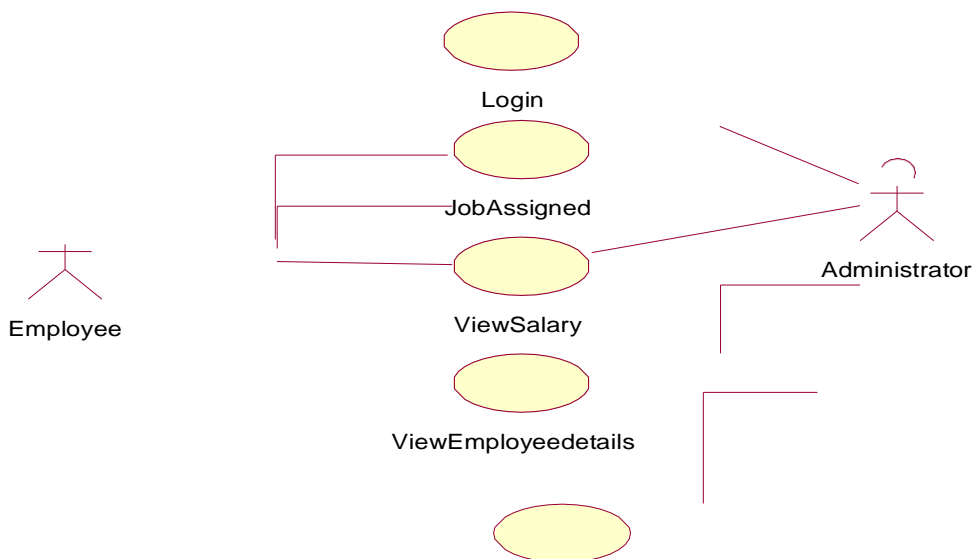 Login
JobAssigned
Administrator
Employee
ViewSalary
ViewEmployeedetails